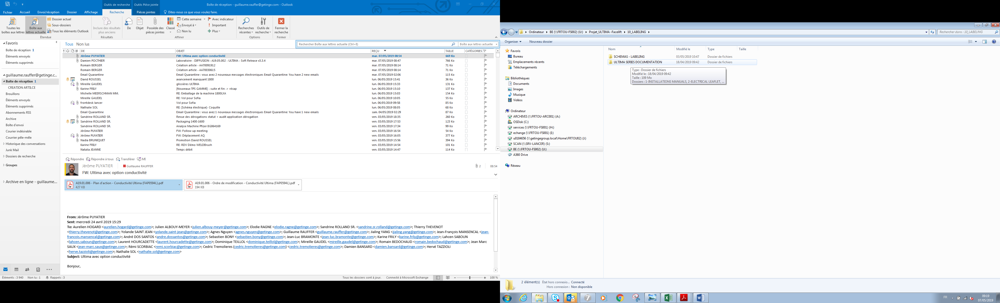 Outils de recherche
Outils Pièce jointe
Boîte de réception - guillaume.rauffer@getinge.com - Outlook
Fichier Accueil Envoi/réception Dossier Affichage Recherche Pièces jointes Dites-nous ce que vous voulez faire.
Toutes les boîtes aux lettres
Boîte aux lettres actuelle
Dossier actuel
Sous-dossiers
Tous les éléments Outlook
Étendue
Inclure des résultats plus anciens
Résultats
De
Objet
Possède des pièces jointes
Classé
Cette semaine
Envoyé à
Non lu
Avec indicateur
Important
Plus
Affiner
Recherches récentes
Outils de recherche
Options
Fermer la recherche
Fermer
Favoris
Boîte de réception 1
Éléments envoyés
Éléments supprimés
guillaume.rauffer@getinge.c...
Boîte de réception 1
CREATION ARTILCE
Brouillons
Éléments envoyés
Éléments supprimés
Abonnements RSS
Archive
Boîte d'envoi
Courier indésirable
Courrier pêle-mêle
Historique des conversations
Junk Mail
Dossiers de recherche
Groupes
Archive en ligne - guillaume....
Tous Non lus
Rechercher Boîte aux lettres actuelle (Ctrl+E)
Boîte aux lettres actuelle
DE OBJET REÇU TAILLE CATÉGORIES
Jérôme PUYATIER FW: Ultima avec option conductivité mar. 07/05/2019 08:54 669 Ko
Damien POCTHIER Laboratoire - DIFFUSION : A19.05.002 - ULTIMA - Soft Release v3.3.4 mar. 07/05/2019 08:47 766 Ko
Romain BERGER Création article - AA70091912 mar. 07/05/2019 08:14 71 Ko
Romain BERGER Création article - AA70030615 mar. 07/05/2019 08:14 71 Ko
Email Quarantine Email Quarantine : vous avez 2 nouveaux messages électroniques Email Quarantine: You have 2 new emails mar. 07/05/2019 02:06 115 Ko
David ROUSSEL avancement manquant 1800 lun. 06/05/2019 15:41 36 Ko
Mireille GAUDEL glissières ULTIMA lun. 06/05/2019 15:33 131 Ko
Karine FRILY [Nouveaux TPS GAMME] - suite et fin -> récap lun. 06/05/2019 15:10 137 Ko
Michelle MEERSCHMAN MM. RE: Emballage de la machine 1800LXA lun. 06/05/2019 15:03 154 Ko
Mireille GAUDEL RE: Vol pour Sofia lun. 06/05/2019 10:05 55 Ko
frontdesk lancer Vol pour Sofia lun. 06/05/2019 09:58 85 Ko
Nathalie SOL RE: [Schéma électrique]- Coquille lun. 06/05/2019 08:05 68 Ko
Email Quarantine Email Quarantine : vous avez 1 nouveaux messages électroniques Email Quarantine: You have 1 new emails sam. 04/05/2019 02:29 87 Ko
Sandrine ROLLAND SR. Revue des dérogations statut + audit application dérogation ven. 03/05/2019 18:35 260 Ko
Sandrine ROLLAND SR. Packaging 1400-1600 ven. 03/05/2019 17:53 123 Ko
Sandrine ROLLAND SR. Analyse Machine Pfizer 8G064169 ven. 03/05/2019 17:34 99 Ko
Jérôme PUYATIER FW: Follow up meeting ven. 03/05/2019 16:54 54 Ko
Jérôme PUYATIER FW: Déplacement AQ ven. 03/05/2019 16:05 377 Ko
Nadia BRUNIQUET Promotion David ROUSSEL ven. 03/05/2019 15:56 394 Ko
Karine FRILY RE: RDV Démo WELDBrush ven. 03/05/2019 14:54 101 Ko
Natalia JEANNE Temps débit ven. 03/05/2019 14:47 114 Ko
Répondre Répondre à tous Transférer MI
Jérôme PUYATIER Guillaume RAUFFER 2 08:54
FW: Ultima avec option conductivité
A19.01.006 - Plan d'action - Conductivité Ultima (FAP0594L).pdf
427 KB
A19.01.006 - Ordre de modification - Conductivité Ultima (FAP0594L).pdf
194 KB
From: Jérôme PUYATIER
Sent: mercredi 24 avril 2019 15:29
To: Aurelien HOGARD <aurelien.hogard@getinge.com>; Julien ALBOUY-MEYER <julien.albouy-meyer@getinge.com>; Elodie RAGNE <elodie.ragne@getinge.com>; Sandrine ROLLAND SR. <sandrine.sr.rolland@getinge.com>; Thierry THEVENOT
<thierry.thevenot@getinge.com>; Yolande SAINT JEAN <yolande.saint-jean@getinge.com>; Agnes Nguyen <agnes.nguyen@getinge.com>; Guillaume RAUFFER <guillaume.rauffer@getinge.com>; Jialing YANG <jialing.yang@getinge.com>; Jean-François MANSENCAL <jean-
francois.mansencal@getinge.com>; André DOS SANTOS <andre.dossantos@getinge.com>; Sebastien BONY <sebastien.bony@getinge.com>; Jean-Luc BRAMONTE <jean-luc.bramonte@getinge.com>; Karine FRILY <karine.frily@getinge.com>; Lahcen SABOUN
<lahcen.saboun@getinge.com>; Laurent HOURCADETTE <laurent.hourcadette@getinge.com>; Dominique TEILLOL <dominique.teillol@getinge.com>; Mireille GAUDEL <mireille.gaudel@getinge.com>; Romain BEDOCHAUD <romain.bedochaud@getinge.com>; Jean Marc
SAUX <jean-marc.saux@getinge.com>; Rémi SCORBIAC <remi.scorbiac@getinge.com>; Cedric Tremolieres (cedric.tremolieres@getinge.com) <cedric.tremolieres@getinge.com>; Damien BANSARD <damien.bansard@getinge.com>; Hervé TAZZIOLI
<herve.tazzioli@getinge.com>; Nathalie SOL <nathalie.sol@getinge.com>
Subject: Ultima avec option conductivité
Bonjour,
Éléments : 3 940 Non lu : 1 Rappels : 3
Tous les dossiers sont à jour. Connecté à Microsoft Exchange 100 %
Ordinateur BE (\\FRTOU-FS002) (U:) Projet_ULTIMA -Facelift 10_LABELING
Rechercher dans : 10_LABELING
Organiser Nouveau dossier
Favoris
Bureau
Emplacements récents
Téléchargements
Bibliothèques
Documents
Images
Musique
Vidéos
Ordinateur
ARCHIVES (\\FRTOU-ARC001) (A:)
OSDisk (C:)
services (\\FRTOU-FS001) (H:)
echange (\\FRTOU-FS001) (I:)
u0184656 (\\getingegroup.local\Home\FRTOU02) (J:)
SCAN (\\SRV-LANCER) (S:)
BE (\\FRTOU-FS002) (U:)
A360 Drive
Réseau
Nom Modifié le Type Taille
SCHEMAS - LABELING 03/05/2019 10:47 Dossier de fichiers
ULTIMA SERIES DOCUMENTATION 18/04/2019 09:42 Dossier de fichiers
Type : Dossier de fichiers
Modifié le : 18/04/2019 09:42
Taille : 109 Mo
Dossiers : 1-INSTALLATIONS MANUALS, 2-ELECTRICAL LEAFLET, ...
2 élément(s) État hors connexio... Connecté
Hors connexion : Non disponible
FR
09:19
07/05/2019